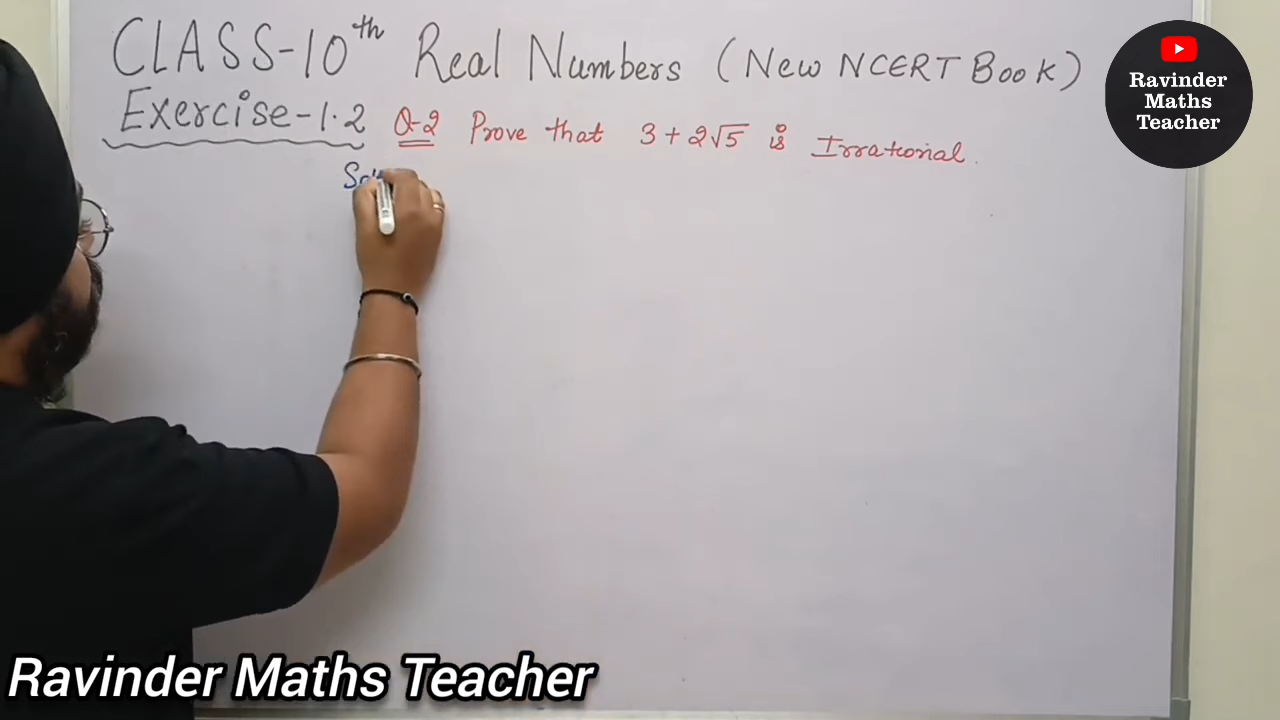 CLASS-10th Real Numbers (New NCERT Book)
Exercise-1.2 Q-2 Prove that 3+2√5 is Irrational.
Ravinder
Maths
Teacher
Ravinder Maths Teacher